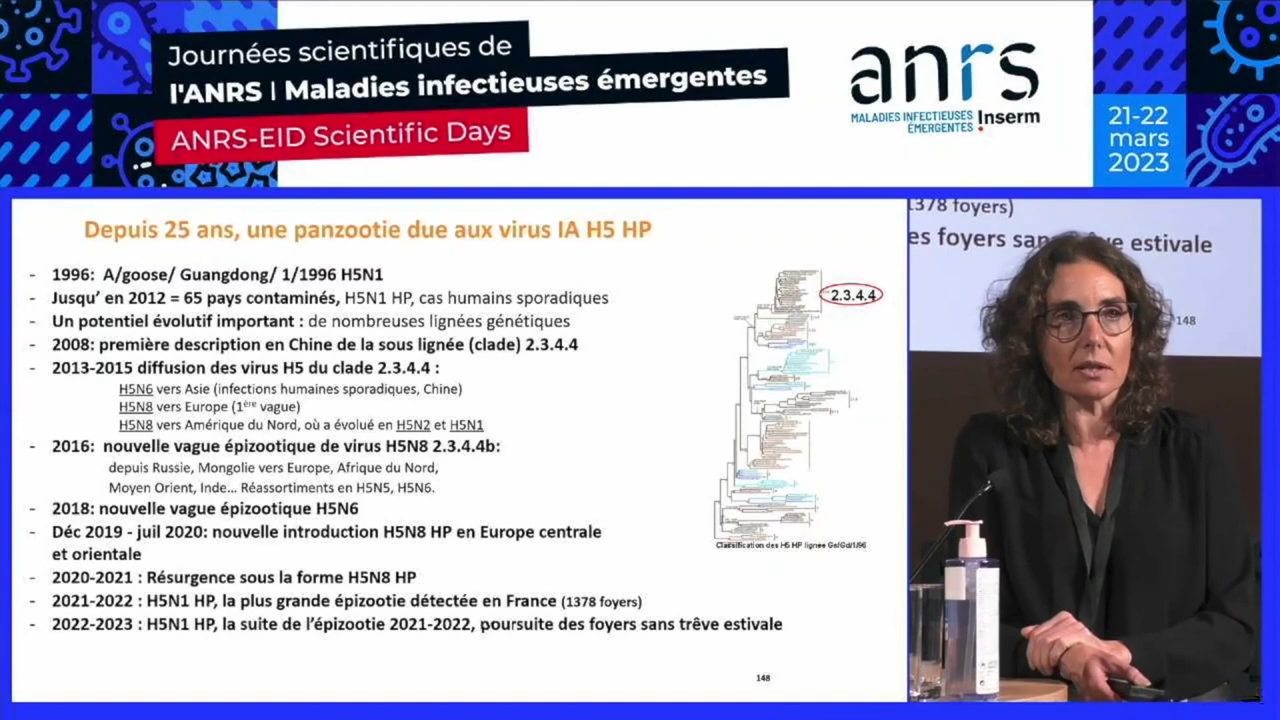 Journées scientifiques de
l'ANRS | Maladies infectieuses émergentes
ANRS-EID Scientific Days
anrs
MALADIES INFECTIEUSES
ÉMERGENTES
Inserm
21-22
mars
2023
Depuis 25 ans, une panzootie due aux virus IA H5 HP
- 1996: A/goose/ Guangdong/ 1/1996 H5N1
- Jusqu' en 2012 = 65 pays contaminés, H5N1 HP, cas humains sporadiques
- Un potentiel évolutif important : de nombreuses lignées génétiques
- 2008: première description en Chine de la sous lignée (clade) 2.3.4.4
- 2013-2015 diffusion des virus H5 du clade 2.3.4.4 :
H5N6 vers Asie (infections humaines sporadiques, Chine)
H5N8 vers Europe (1ère vague)
H5N8 vers Amérique du Nord, où a évolué en H5N2 et H5N1
- 2016: nouvelle vague épizootique de virus H5N8 2.3.4.4b:
depuis Russie, Mongolie vers Europe, Afrique du Nord,
Moyen Orient, Inde... Réassortiments en H5N5, H5N6.
- 2018: nouvelle vague épizootique H5N6
- Déc 2019 - juil 2020: nouvelle introduction H5N8 HP en Europe centrale
et orientale
- 2020-2021 : Résurgence sous la forme H5N8 HP
- 2021-2022 : H5N1 HP, la plus grande épizootie détectée en France (1378 foyers)
- 2022-2023 : H5N1 HP, la suite de l'épizootie 2021-2022, poursuite des foyers sans trêve estivale
2.3.4.4
Classification des H5 HP lignee Gs/Gd/1/96
148
1378 foyers)
es foyers san ve estivale
148